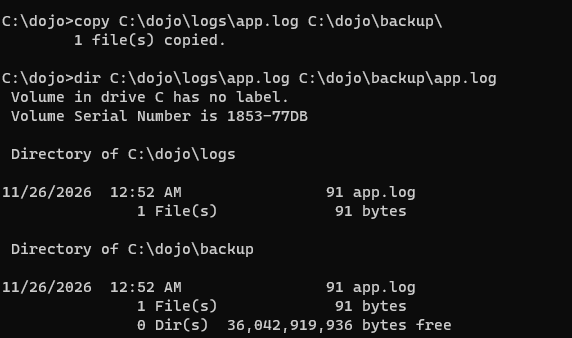 C:\dojo>copy C:\dojo\logs\app.log C:\dojo\backup\
        1 file(s) copied.

C:\dojo>dir C:\dojo\logs\app.log C:\dojo\backup\app.log
 Volume in drive C has no label.
 Volume Serial Number is 1853-77DB

 Directory of C:\dojo\logs

11/26/2026  12:52 AM                91 app.log
               1 File(s)             91 bytes

 Directory of C:\dojo\backup

11/26/2026  12:52 AM                91 app.log
               1 File(s)             91 bytes
               0 Dir(s)  36,042,919,936 bytes free